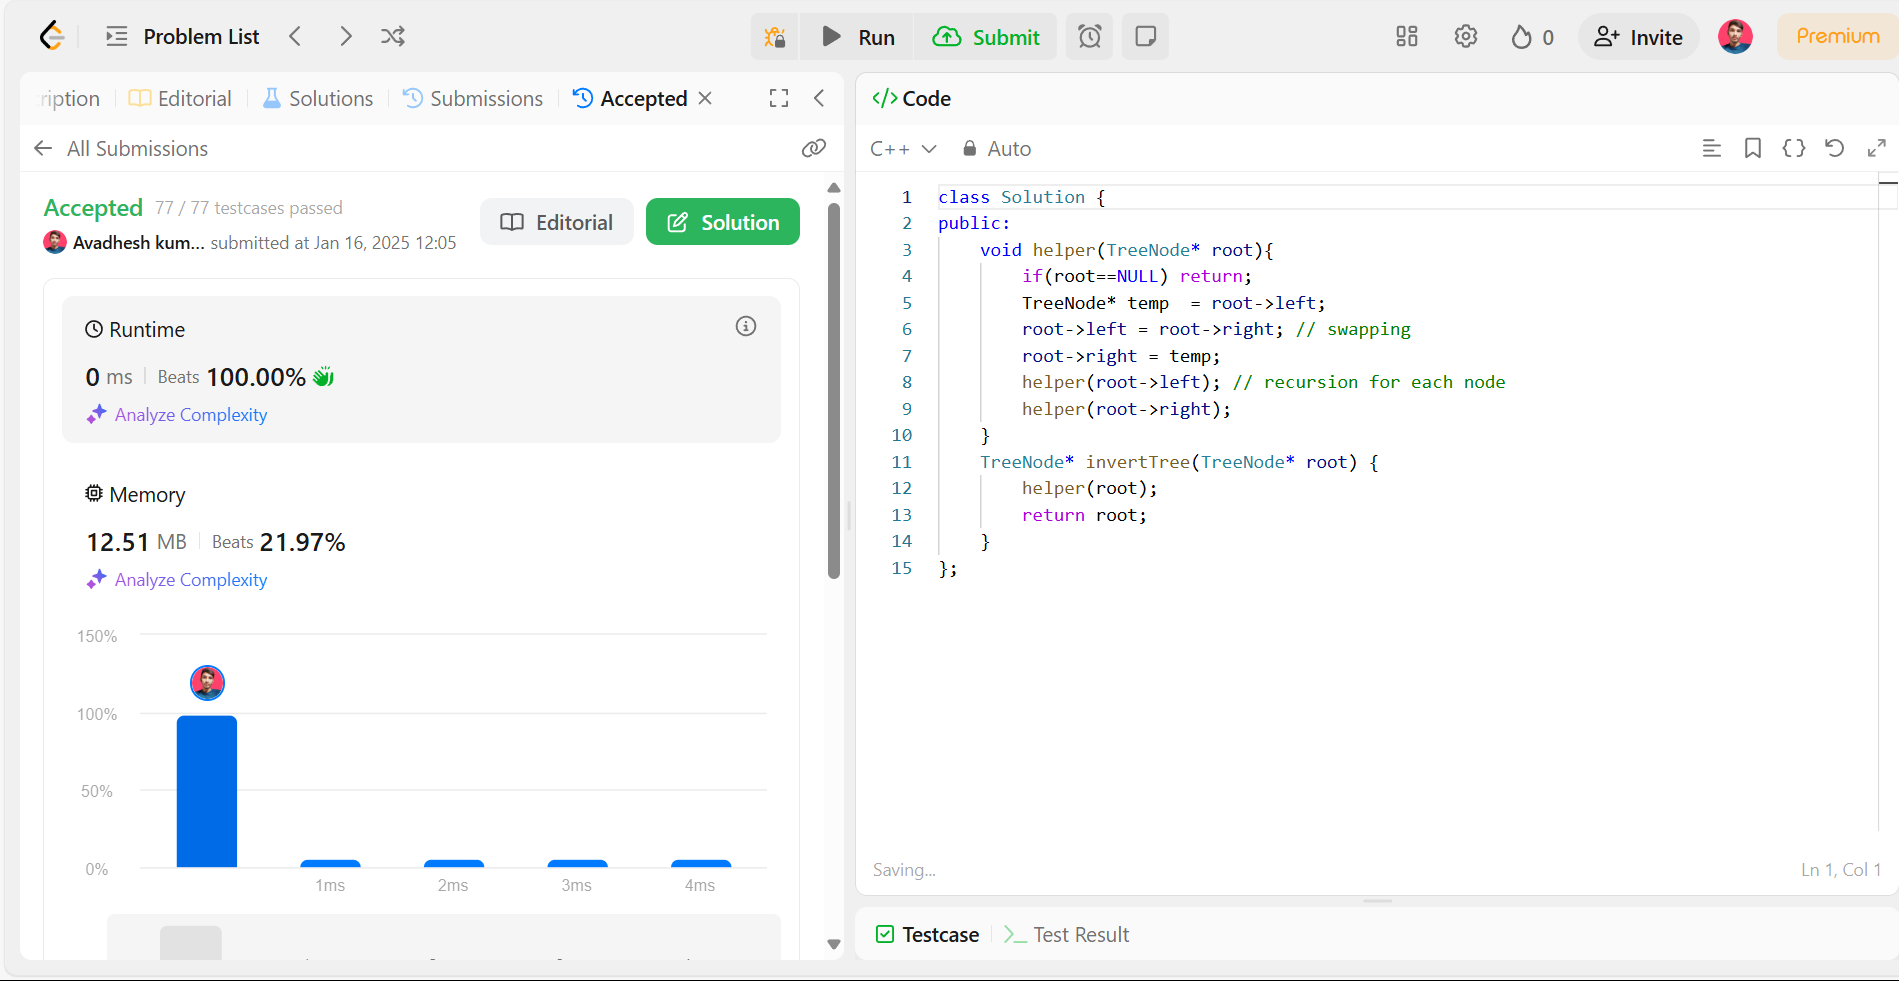 Problem List
Run
Submit
0
Invite
Premium
ription
Editorial
Solutions
Submissions
Accepted
All Submissions
Accepted 77 / 77 testcases passed
Avadhesh kum... submitted at Jan 16, 2025 12:05
Editorial
Solution
Runtime
0 ms Beats 100.00%
Analyze Complexity
Memory
12.51 MB Beats 21.97%
Analyze Complexity
150%
100%
50%
0%
1ms 2ms 3ms 4ms
</> Code
C++ Auto
1 class Solution {
2 public:
3     void helper(TreeNode* root){
4         if(root==NULL) return;
5         TreeNode* temp  = root->left;
6         root->left = root->right; // swapping
7         root->right = temp;
8         helper(root->left); // recursion for each node
9         helper(root->right);
10     }
11     TreeNode* invertTree(TreeNode* root) {
12         helper(root);
13         return root;
14     }
15 };
Saving...
Ln 1, Col 1
Testcase
Test Result